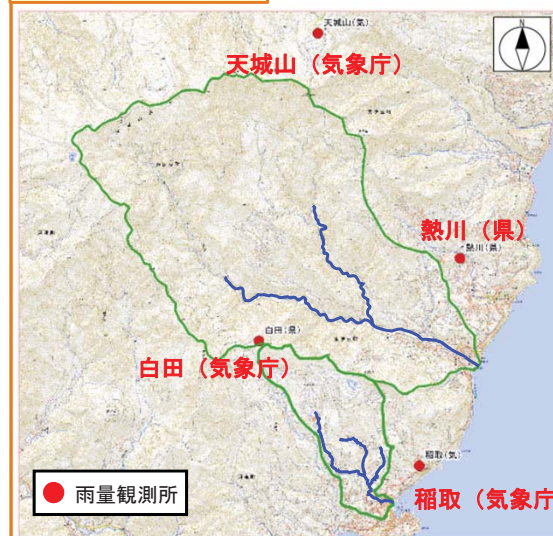 天城山(気)
N
天城山（気象庁）
熱川（県）
熱川(県)
白田(県)
白田（気象庁）
稲取(気)
稲取（気象庁
雨量観測所